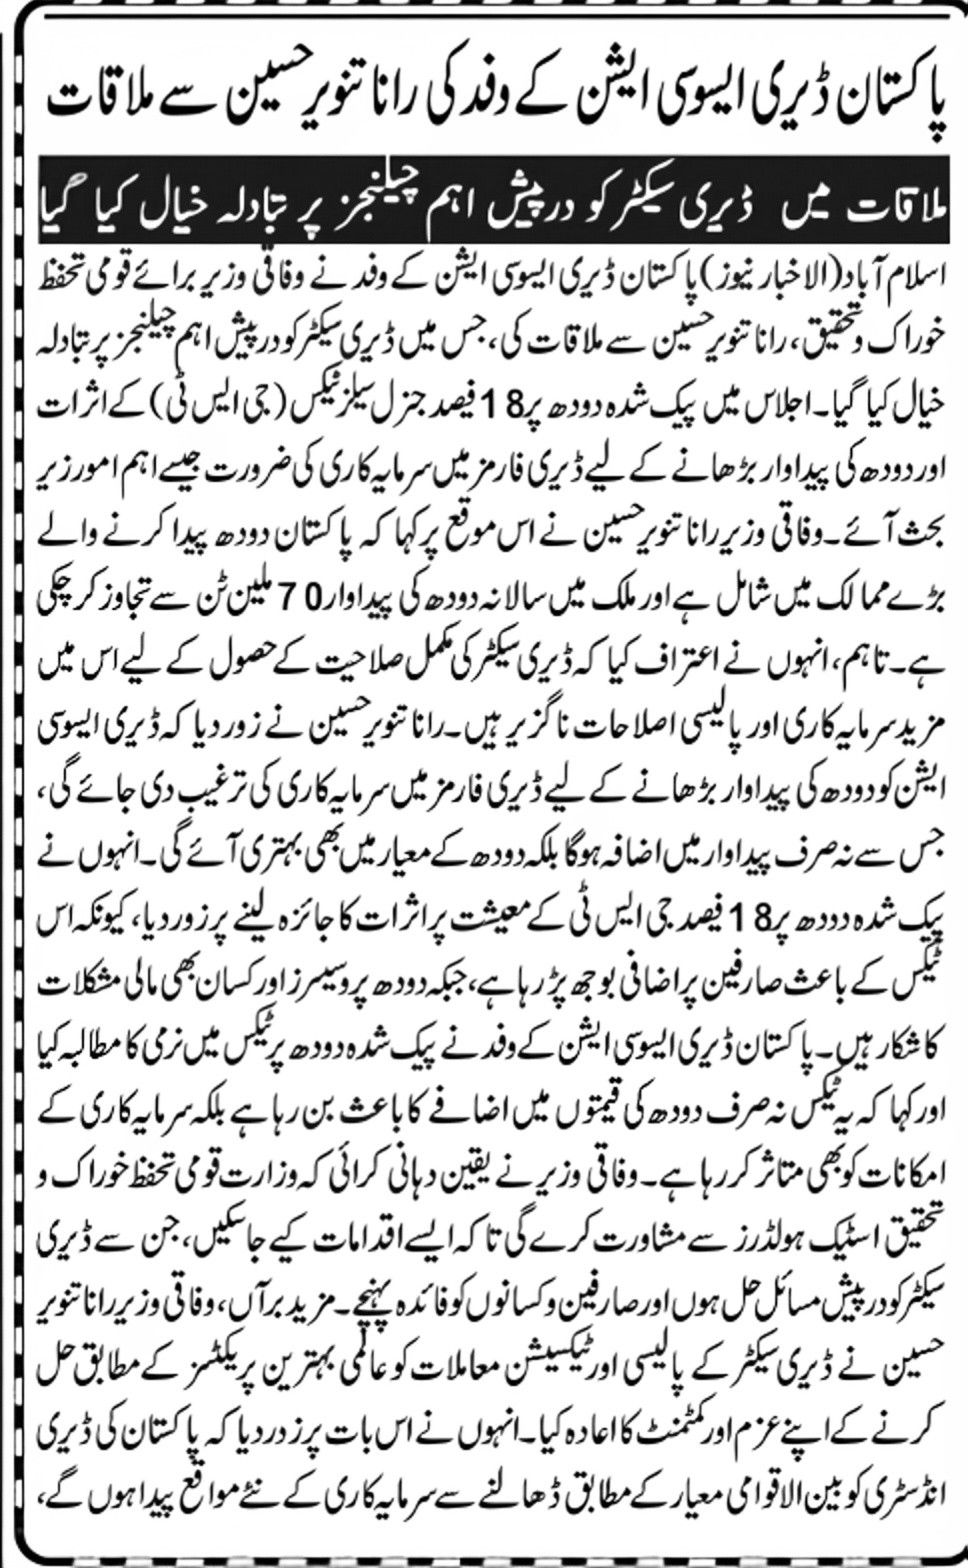 پاکستان ڈیری ایسوسی ایشن کے وفد کی رانا تنویر حسین سے ملاقات
ملاقات میں ڈیری سیکٹر کو درپیش اہم چیلنجز پر تبادلہ خیال کیا گیا
اسلام آباد (الاخبار نیوز) پاکستان ڈیری ایسوسی ایشن کے وفد نے وفاقی وزیر برائے قومی تحفظ
خوراک و تحقیق، رانا تنویر حسین سے ملاقات کی، جس میں ڈیری سیکٹر کو درپیش اہم چیلنجز پر تبادلہ
خیال کیا گیا۔ اجلاس میں پیک شدہ دودھ پر 18 فیصد جنرل سیلز ٹیکس (جی ایس ٹی) کے اثرات
اور دودھ کی پیداوار بڑھانے کے لیے ڈیری فارمز میں سرمایہ کاری کی ضرورت جیسے اہم امور زیر
بحث آئے۔ وفاقی وزیر رانا تنویر حسین نے اس موقع پر کہا کہ پاکستان دودھ پیدا کرنے والے
بڑے ممالک میں شامل ہے اور ملک میں سالانہ دودھ کی پیداوار 70 ملین ٹن سے تجاوز کر چکی
ہے۔ تاہم، انہوں نے اعتراف کیا کہ ڈیری سیکٹر کی مکمل صلاحیت کے حصول کے لیے اس میں
مزید سرمایہ کاری اور پالیسی اصلاحات ناگزیر ہیں۔ رانا تنویر حسین نے زور دیا کہ ڈیری ایسوسی
ایشن کو دودھ کی پیداوار بڑھانے کے لیے ڈیری فارمز میں سرمایہ کاری کی ترغیب دی جائے گی،
جس سے نہ صرف پیداوار میں اضافہ ہوگا بلکہ دودھ کے معیار میں بھی بہتری آئے گی۔ انہوں نے
پیک شدہ دددھ پر 18 فیصد جی ایس ٹی کے معیشت پر اثرات کا جائزہ لینے پر زور دیا، کیونکہ اس
ٹیکس کے باعث صارفین پر اضافی بوجھ پڑ رہا ہے، جبکہ دودھ پروسیسرز اور کسان بھی مالی مشکلات
کا شکار ہیں۔ پاکستان ڈیری ایسوسی ایشن کے وفد نے پیک شدہ دودھ پر ٹیکس میں نرمی کا مطالبہ کیا
اور کہا کہ یہ ٹیکس نہ صرف دودھ کی قیمتوں میں اضافے کا باعث بن رہا ہے بلکہ سرمایہ کاری کے
امکانات کو بھی متاثر کر رہا ہے۔ وفاقی وزیر نے یقین دہانی کرائی کہ وزارت قومی تحفظ خوراک و
تحقیق اسٹیک ہولڈرز سے مشاورت کرے گی تاکہ ایسے اقدامات کیے جا سکیں، جن سے ڈیری
سیکٹر کو درپیش مسائل حل ہوں اور صارفین و کسانوں کو فائدہ پہنچے۔ مزید برآں، وفاقی وزیر رانا تنویر
حسین نے ڈیری سیکٹر کے پالیسی اور ٹیکسیشن معاملات کو عالمی بہترین پریکٹسز کے مطابق حل
کرنے کے اپنے عزم اور کمٹمنٹ کا اعادہ کیا۔ انہوں نے اس بات پر زدر دیا کہ پاکستان کی ڈیری
انڈسٹری کو بین الاقوامی معیار کے مطابق ڈھالنے سے سرمایہ کاری کے نئے مواقع پیدا ہوں گے،